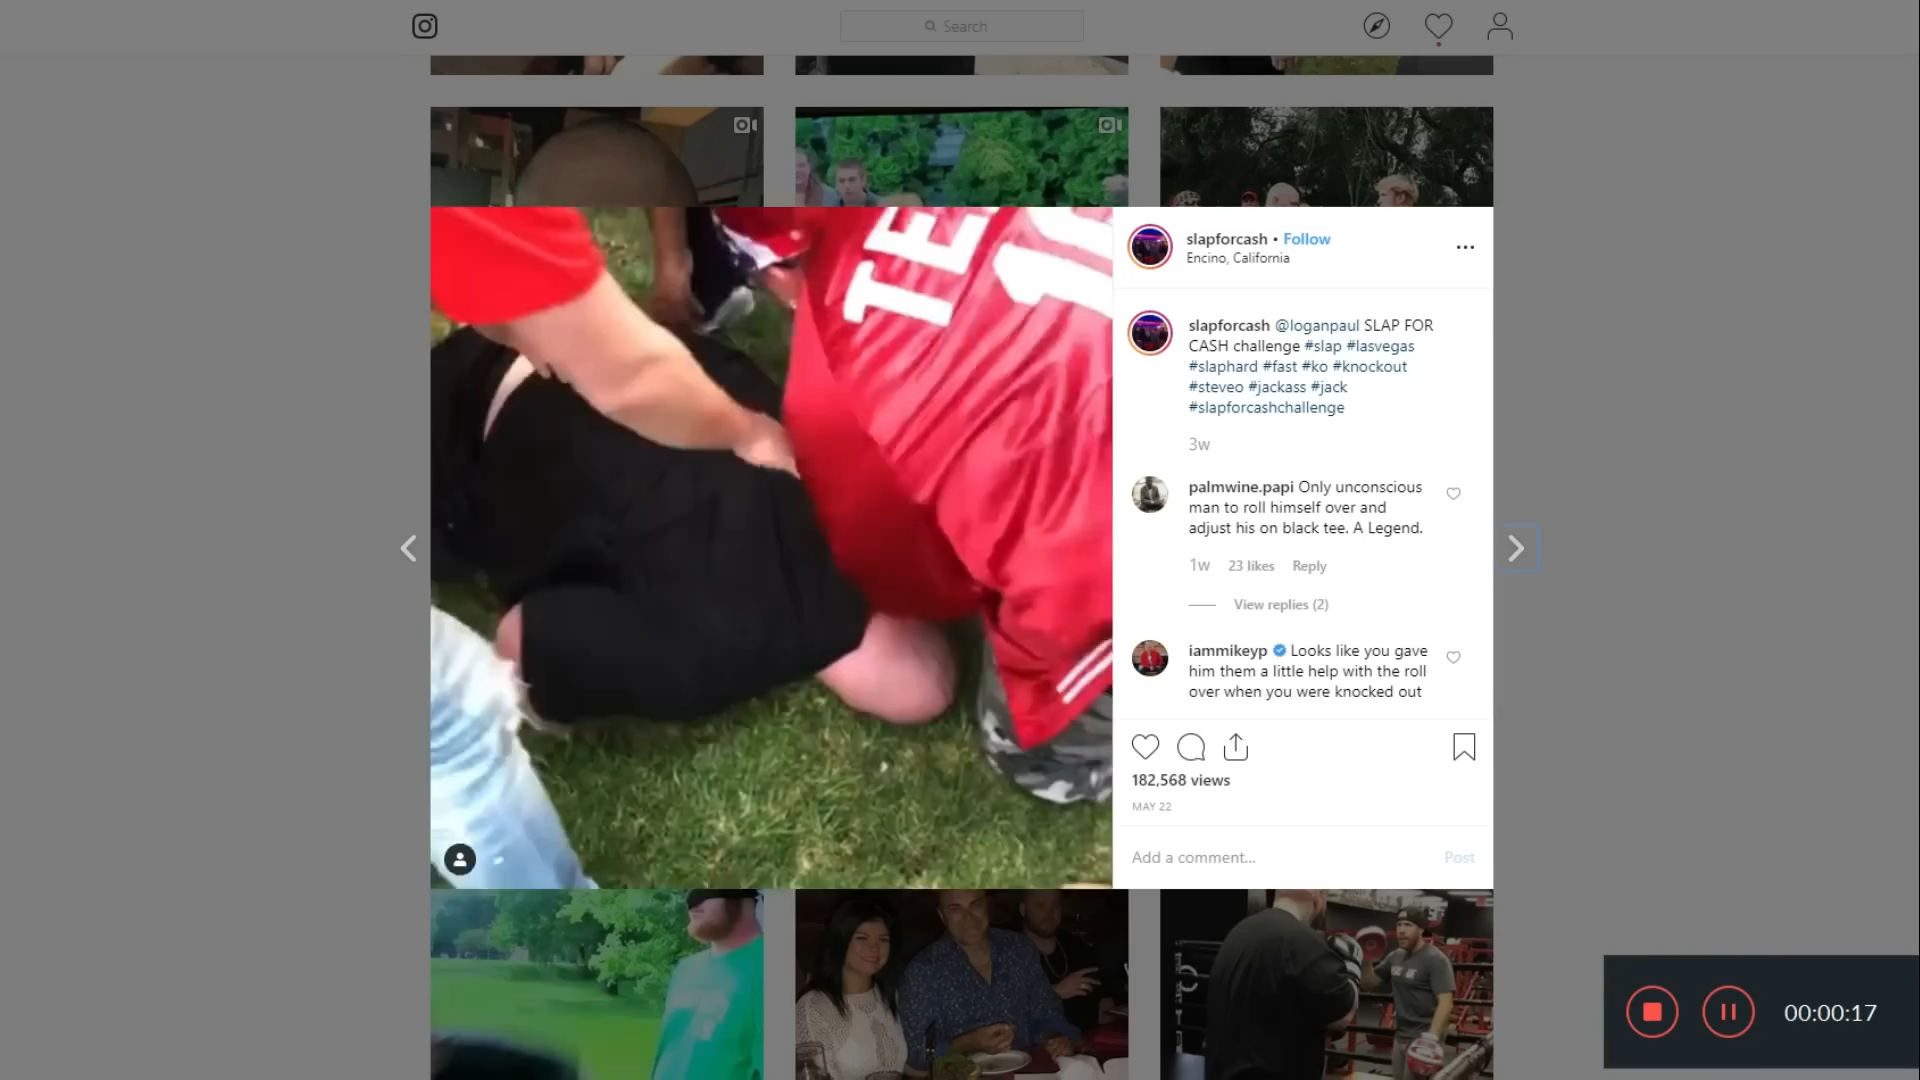 Search
TE
1
slapforcash • Follow
Encino, California
slapforcash @loganpaul SLAP FOR
CASH challenge #slap #lasvegas
#slaphard #fast #ko #knockout
#steveo #jackass #jack
#slapforcashchallenge
3w
palmwine.papi Only unconscious
man to roll himself over and
adjust his on black tee. A Legend.
1w 23 likes Reply
View replies (2)
iammikeyp Looks like you gave
him them a little help with the roll
over when you were knocked out
182,568 views
MAY 22
Add a comment... Post
00:00:17